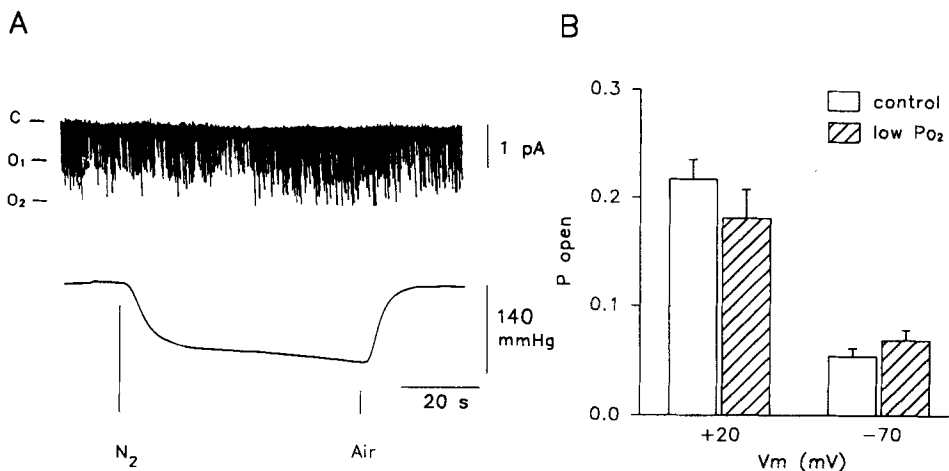 A
C
O₁
O₂
1 pA
140
mmHg
20 s
N₂
Air
B
control
low Po₂
P open
0.3
0.2
0.1
0.0
+20
−70
Vm (mV)